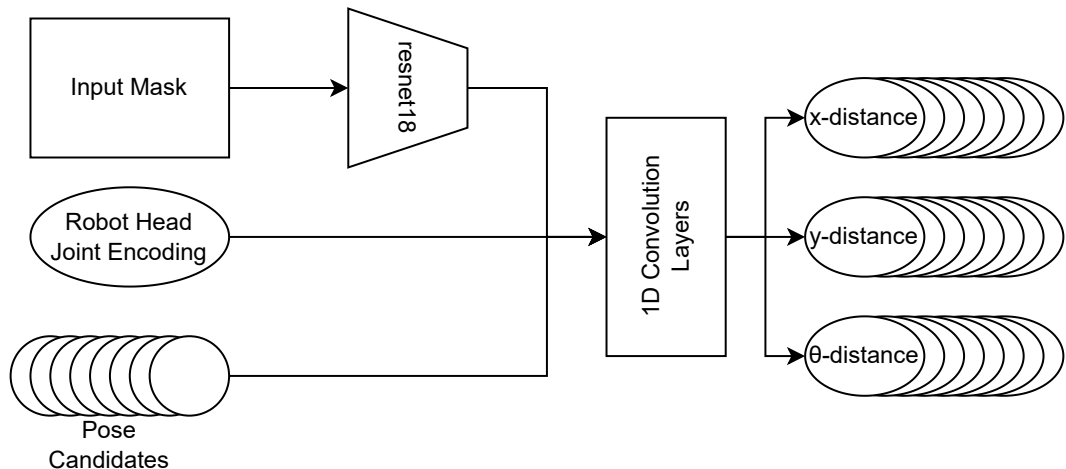 Input Mask
resnet18
Robot Head
Joint Encoding
Pose
Candidates
1D Convolution
Layers
x-distance
y-distance
θ-distance